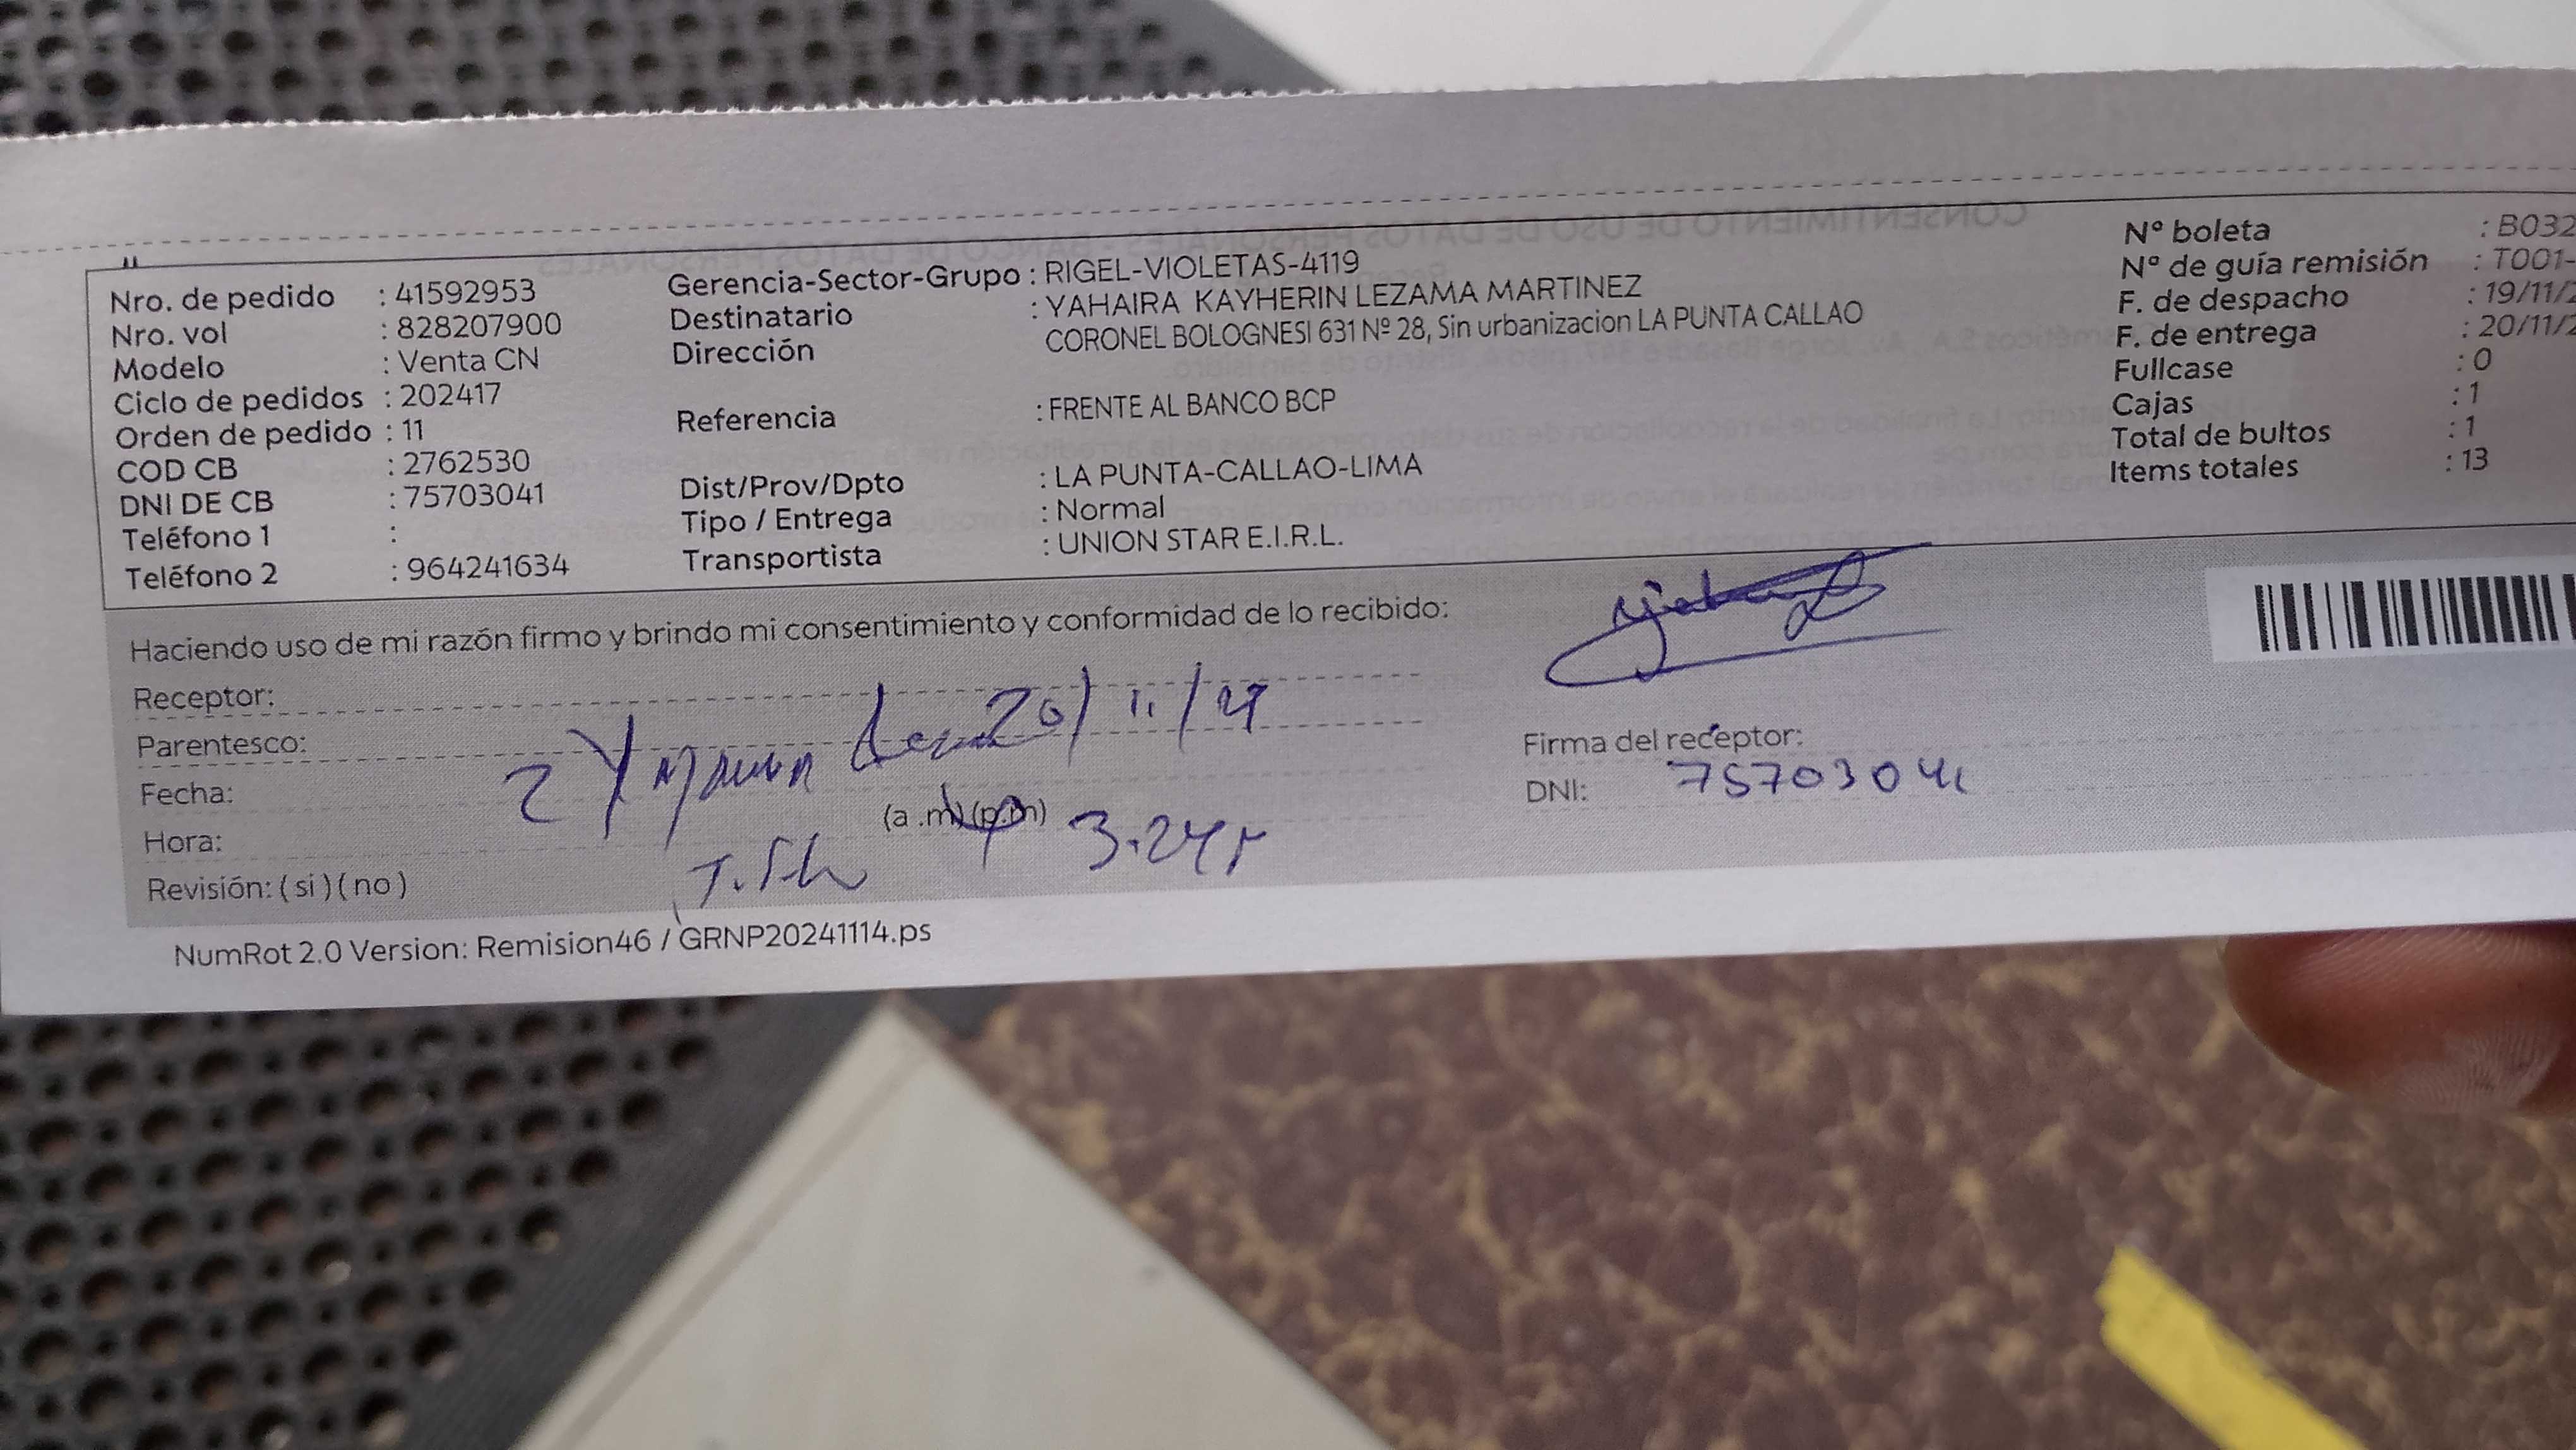 Nro. de pedido : 41592953
Nro. vol : 828207900
Modelo : Venta CN
Ciclo de pedidos : 202417
Orden de pedido : 11
COD CB : 2762530
DNI DE CB : 75703041
Teléfono 1 :
Teléfono 2 : 964241634
Gerencia-Sector-Grupo : RIGEL-VIOLETAS-4119
Destinatario : YAHAIRA KAYHERIN LEZAMA MARTINEZ
Dirección CORONEL BOLOGNESI 631 Nº 28, Sin urbanizacion LA PUNTA CALLAO
Referencia : FRENTE AL BANCO BCP
Dist/Prov/Dpto : LA PUNTA-CALLAO-LIMA
Tipo / Entrega : Normal
Transportista : UNION STAR E.I.R.L.
Nº boleta : B032
Nº de guía remisión : T001-
F. de despacho : 19/11/2
F. de entrega : 20/11/2
Fullcase : 0
Cajas : 1
Total de bultos : 1
Items totales : 13
Haciendo uso de mi razón firmo y brindo mi consentimiento y conformidad de lo recibido:
Receptor:
Parentesco: 20/11/24
Fecha:
Hora: (a.m) (p.m) 3.24
Revisión: (si) (no)
Firma del receptor:
DNI: 75703041
NumRot 2.0 Version: Remision46 / GRNP20241114.ps